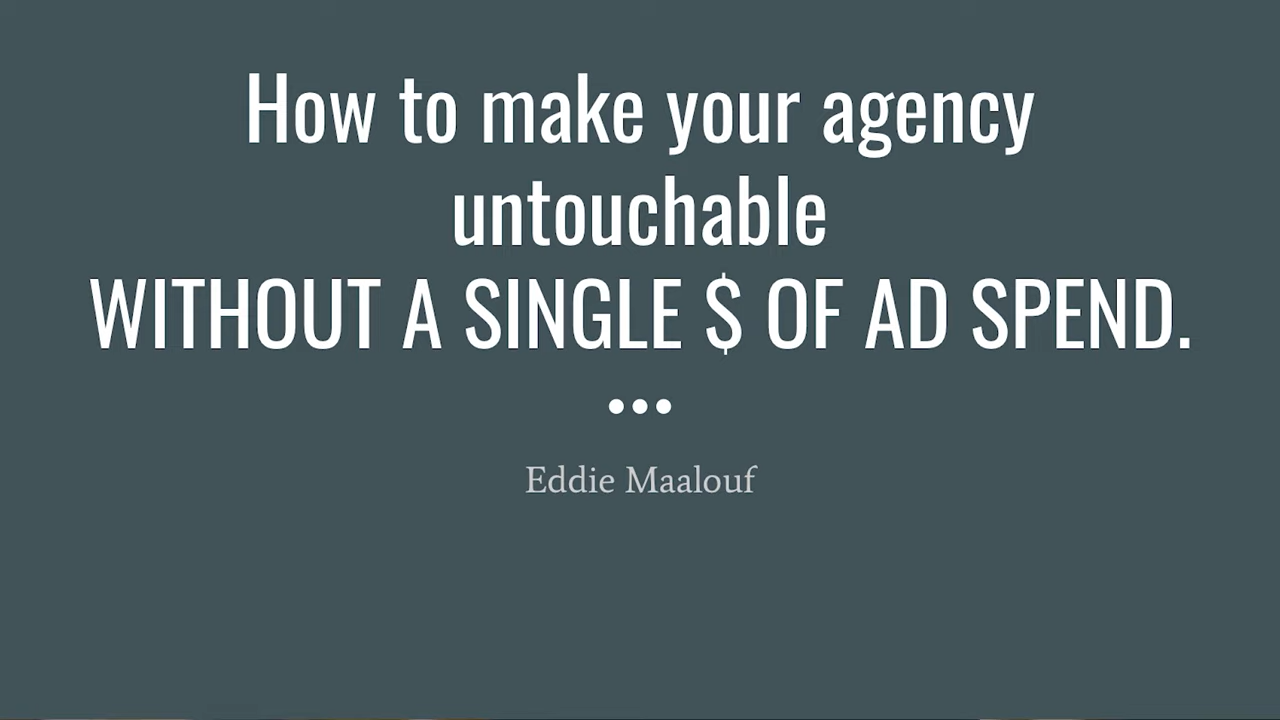 How to make your agency
untouchable
WITHOUT A SINGLE $ OF AD SPEND.
Eddie Maalouf